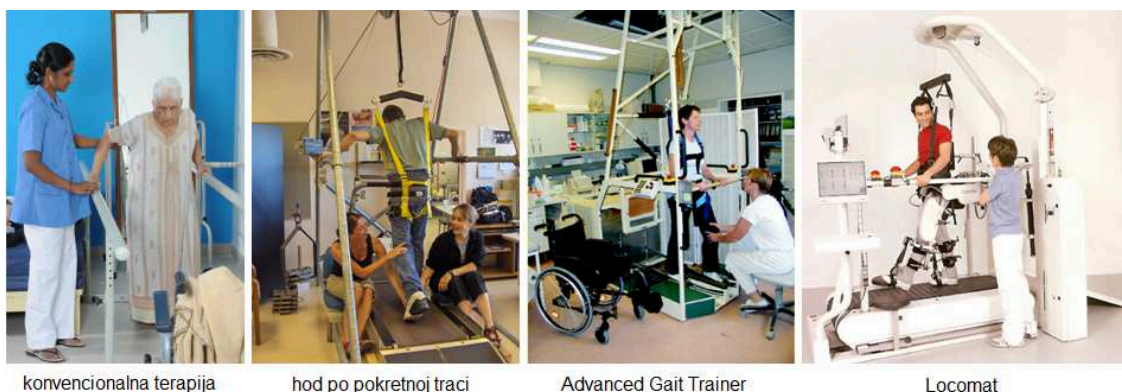 konvencionalna terapija
hod po pokretnoj traci
Advanced Gait Trainer
Locomat